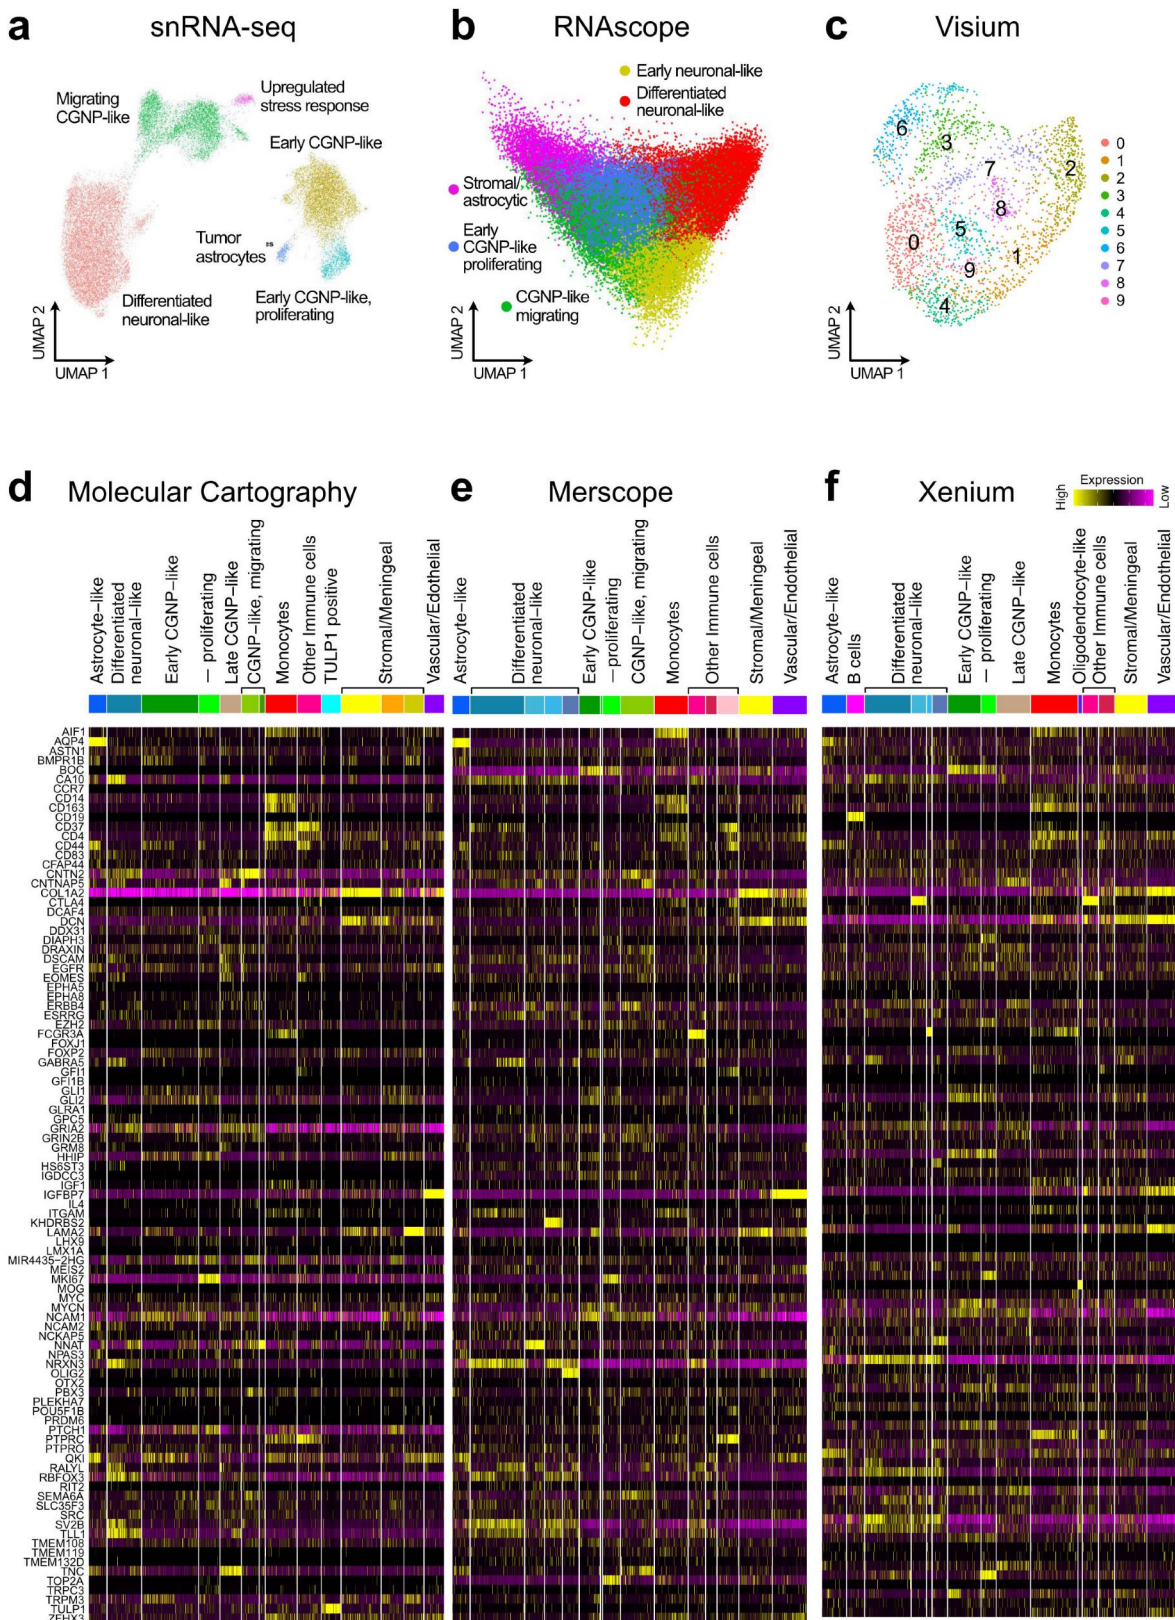 a snRNA-seq
Migrating
CGNP-like
Upregulated
stress response
Early CGNP-like
Tumor
astrocytes
Differentiated
neuronal-like
Early CGNP-like,
proliferating
UMAP 2
UMAP 1
b RNAscope
Early neuronal-like
Differentiated
neuronal-like
Stromal/
astrocytic
Early
CGNP-like
proliferating
CGNP-like
migrating
UMAP 2
UMAP 1
c Visium
6
3
7
2
8
5
0
1
9
4
0
1
2
3
4
5
6
7
8
9
UMAP 2
UMAP 1
d Molecular Cartography
Astrocyte-like
Differentiated
neuronal-like
Early CGNP-like
– proliferating
Late CGNP-like
CGNP-like, migrating
Monocytes
Other Immune cells
TULP1 positive
Stromal/Meningeal
Vascular/Edothelial
e Merscope
Astrocyte-like
Differentiated
neuronal-like
Early CGNP-like
– proliferating
CGNP-like, migrating
Monocytes
Other Immune cells
Stromal/Meningeal
Vascular/Endothelial
f Xenium
Expression
High
Low
Astrocyte-like
B cells
Differentiated
neuronal-like
Early CGNP-like
– proliferating
Late CGNP-like
Monocytes
Oligodendrocyte-like
Other Immune cells
Stromal/Meningeal
Vascular/Endothelial
AIF1
AQP4
ASTN1
BMPR1B
BOC
CA10
CCR7
CD14
CD163
CD19
CD37
CD4
CD44
CD83
CFAP44
CNTN2
CNTNAP5
COL1A2
CTLA4
DCAF4
DCN
DDX31
DIAPH3
DRAXIN
DSCAM
EGFR
EOMES
EPHA5
EPHA8
ERBB4
ESRRG
EZH2
FCGR3A
FOXJ1
FOXP2
GABRA5
GFI1
GFI1B
GLI1
GLI2
GLRA1
GPC5
GRIA2
GRIN2B
GRM8
HHIP
HS6ST3
IGDCC3
IGF1
IGFBP7
IL4
ITGAM
KHDRBS2
LAMA2
LHX9
LMX1A
MIR4435-2HG
MEIS2
MKI67
MOG
MYC
MYCN
NCAM1
NCAM2
NCKAP5
NNAT
NPAS3
NRXN3
OLIG2
OTX2
PBX3
PLEKHA7
POU5F1B
PRDM6
PTCH1
PTPRC
PTPRO
QKI
RALYL
RBFOX3
RIT2
SEMA6A
SLC35F3
SRC
SV2B
TLL1
TMEM108
TMEM119
TMEM132D
TNC
TOP2A
TRPC3
TRPM3
TULP1
ZFHX3